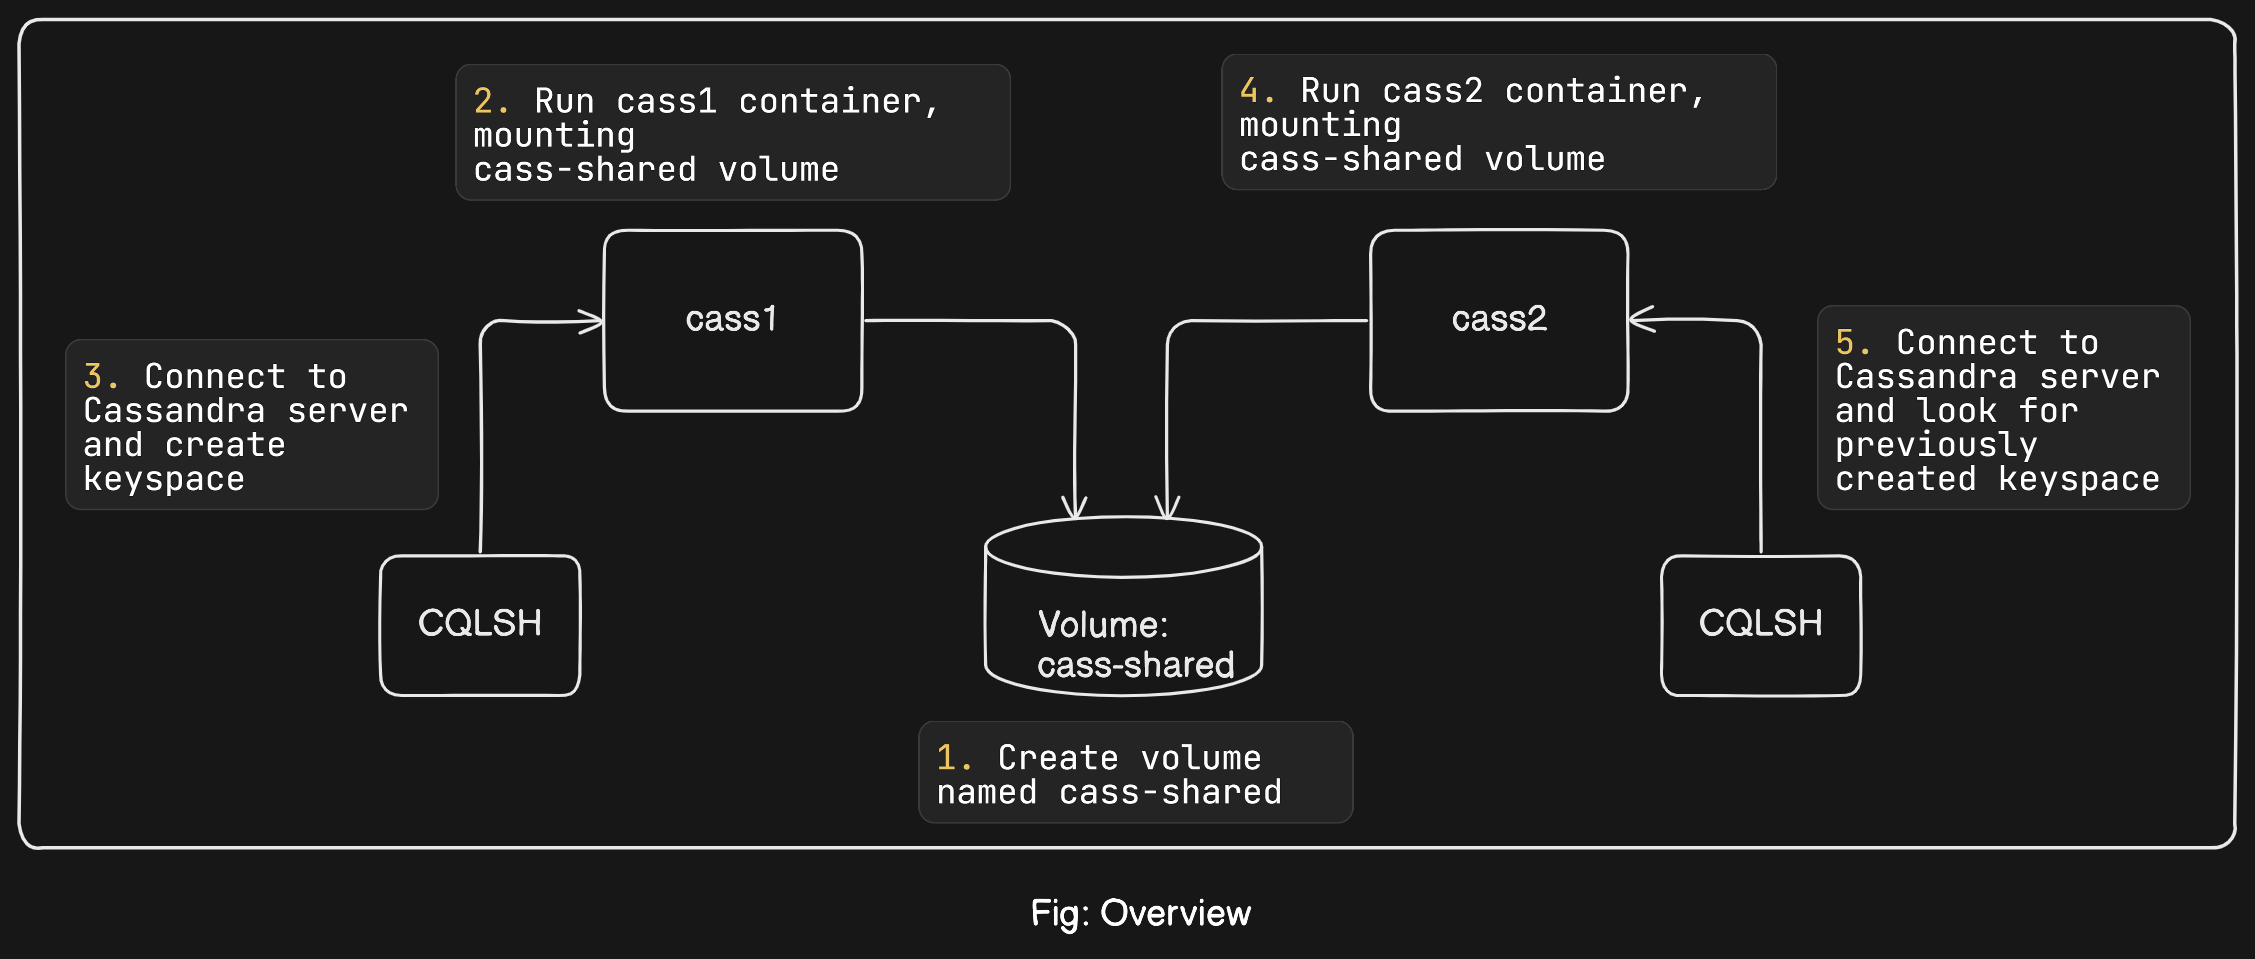 2. Run cass1 container,
mounting
cass-shared volume
4. Run cass2 container,
mounting
cass-shared volume
cass1
cass2
3. Connect to
Cassandra server
and create
keyspace
5. Connect to
Cassandra server
and look for
previously
created keyspace
CQLSH
Volume:
cass-shared
CQLSH
1. Create volume
named cass-shared
Fig: Overview